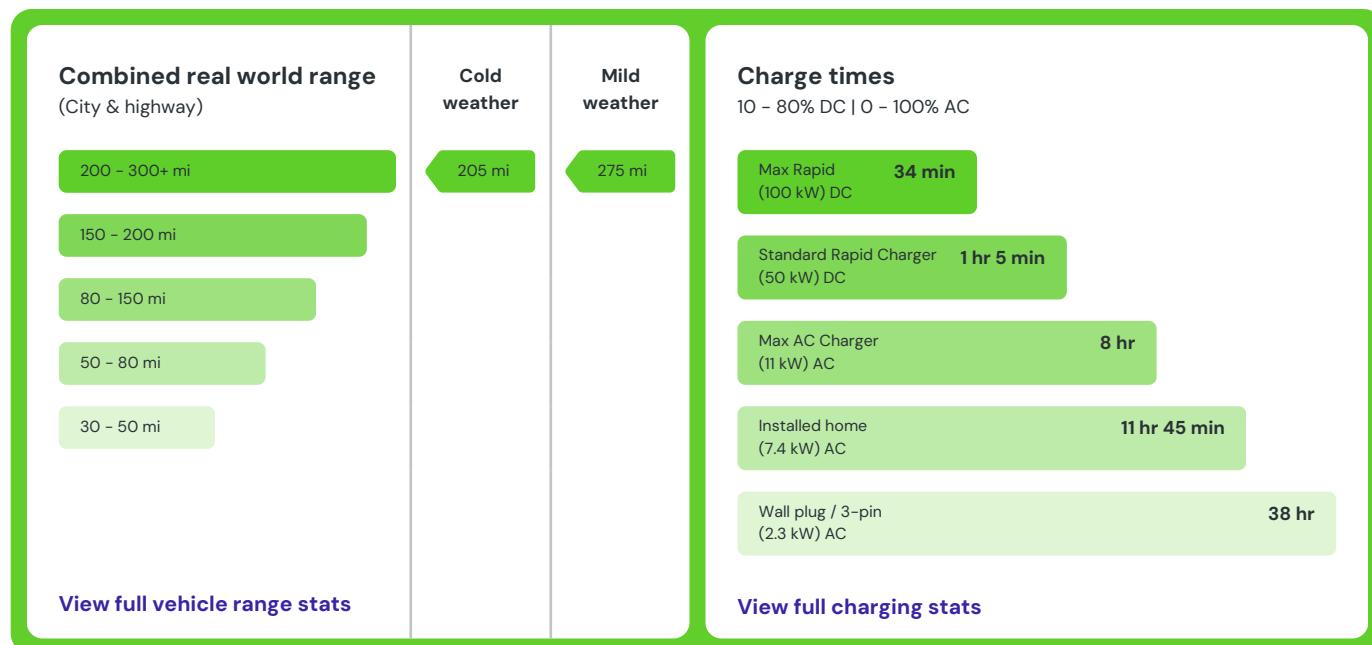 Combined real world range
(City & highway)
Cold
weather
Mild
weather
200 - 300+ mi
205 mi
275 mi
150 - 200 mi
80 - 150 mi
50 - 80 mi
30 - 50 mi
View full vehicle range stats
Charge times
10 - 80% DC | 0 - 100% AC
Max Rapid
(100 kW) DC
34 min
Standard Rapid Charger
(50 kW) DC
1 hr 5 min
Max AC Charger
(11 kW) AC
8 hr
Installed home
(7.4 kW) AC
11 hr 45 min
Wall plug / 3-pin
(2.3 kW) AC
38 hr
View full charging stats